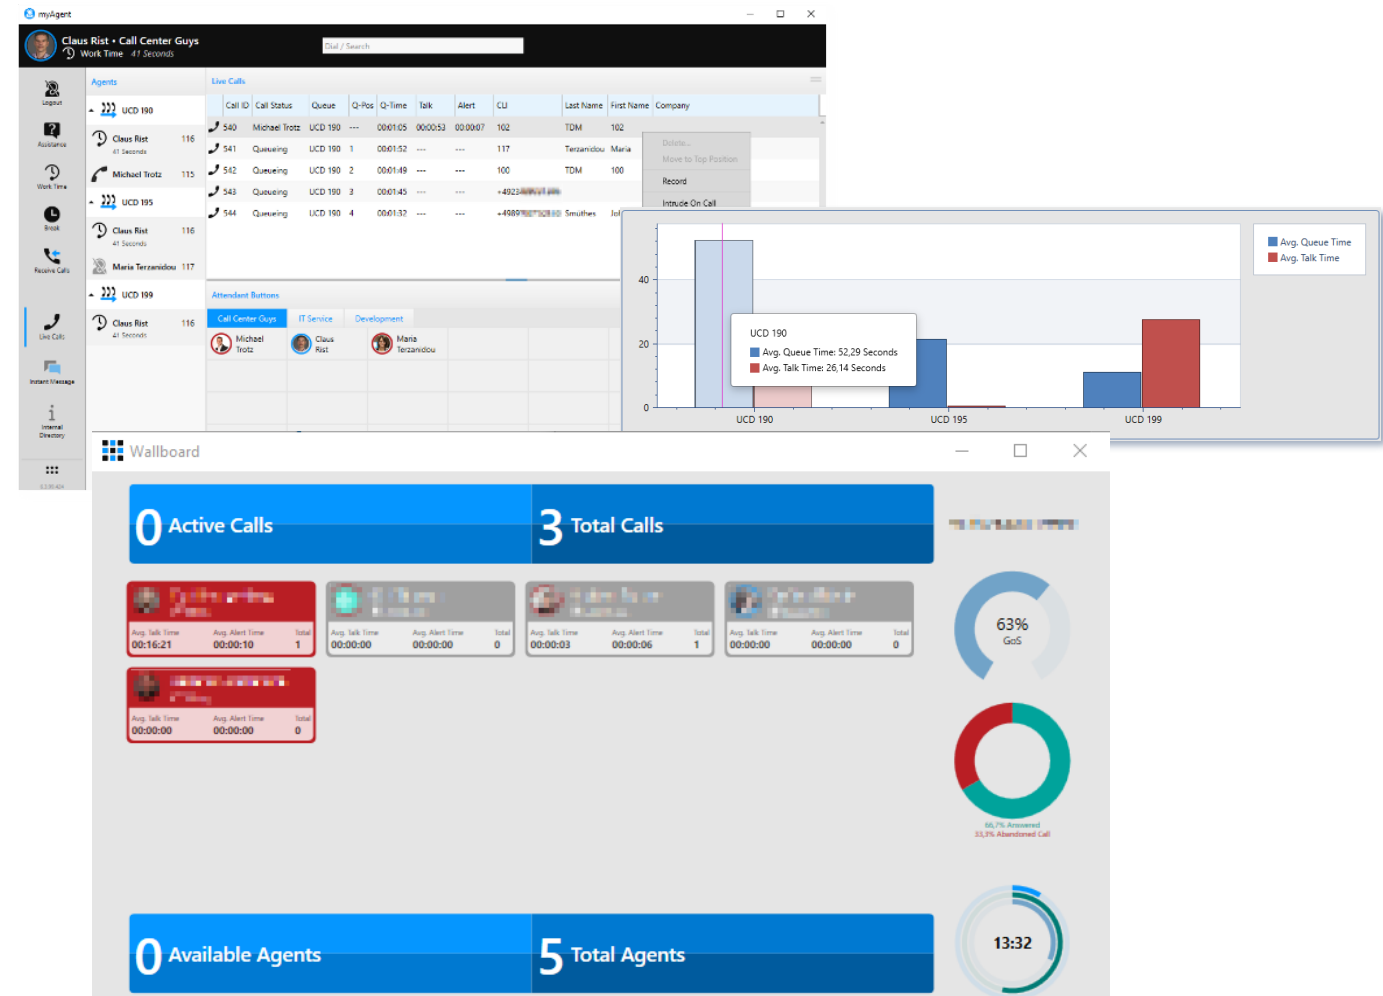 myAgent
Claus Rist • Call Center Guys
Work Time 41 Seconds
Dial / Search
Logout
Assistance
Work Time
Break
Receive Calls
Live Calls
Instant Message
Internal
Directory
Agents
UCD 190
Claus Rist 116
41 Seconds
Michael Trotz 115
UCD 195
Claus Rist 116
41 Seconds
Maria Terzanidou 117
UCD 199
Claus Rist 116
41 Seconds
Live Calls
Call ID Call Status Queue Q-Pos Q-Time Talk Alert CLI Last Name First Name Company
540 Michael Trotz UCD 190 --- 00:01:05 00:00:53 00:00:07 102 TDM 102
541 Queueing UCD 190 1 00:01:52 --- --- 117 Terzanidou Maria
542 Queueing UCD 190 2 00:01:49 --- --- 100 TDM 100
543 Queueing UCD 190 3 00:01:45 --- --- +4923
544 Queueing UCD 190 4 00:01:32 --- --- +4989 Smuthes
Delete...
Move to Top Position
Record
Intrude On Call
Attendant Buttons
Call Center Guys IT Service Development
Michael
Trotz
Claus
Rist
Maria
Terzanidou
40
20
0
UCD 190
Avg. Queue Time: 52,29 Seconds
Avg. Talk Time: 26,14 Seconds
UCD 190 UCD 195 UCD 199
Avg. Queue Time
Avg. Talk Time
Wallboard
0 Active Calls 3 Total Calls
Avg. Talk Time Avg. Alert Time Total
00:16:21 00:00:10 1
Avg. Talk Time Avg. Alert Time Total
00:00:00 00:00:00 0
Avg. Talk Time Avg. Alert Time Total
00:00:03 00:00:06 1
Avg. Talk Time Avg. Alert Time Total
00:00:00 00:00:00 0
Avg. Talk Time Avg. Alert Time Total
00:00:00 00:00:00 0
63%
GoS
66,7% Answered
33,3% Abandoned Call
13:32
0 Available Agents 5 Total Agents